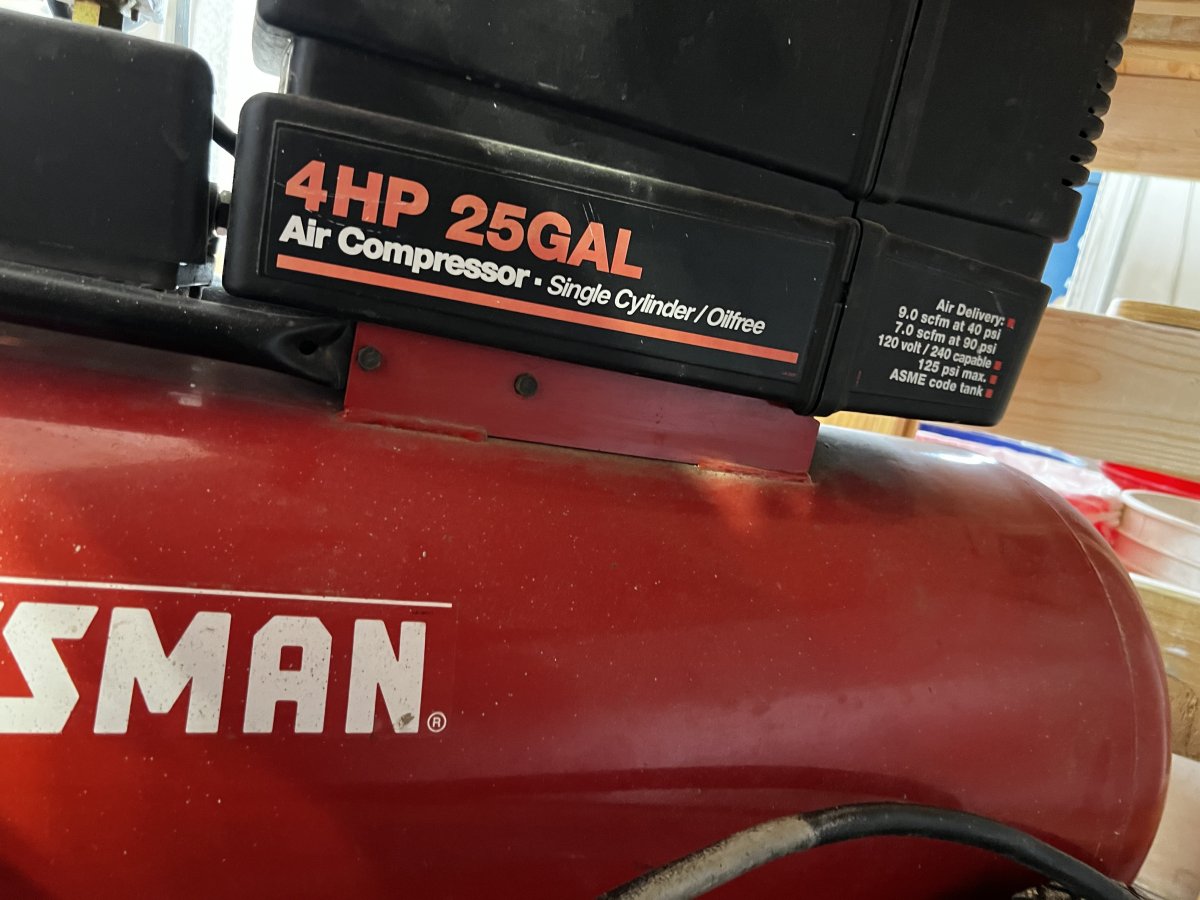 4HP 25GAL
Air Compressor · Single Cylinder / Oilfree
Air Delivery:
9.0 scfm at 40 psi
7.0 scfm at 90 psi
120 volt / 240 capable
125 psi max.
ASME code tank
SMAN®